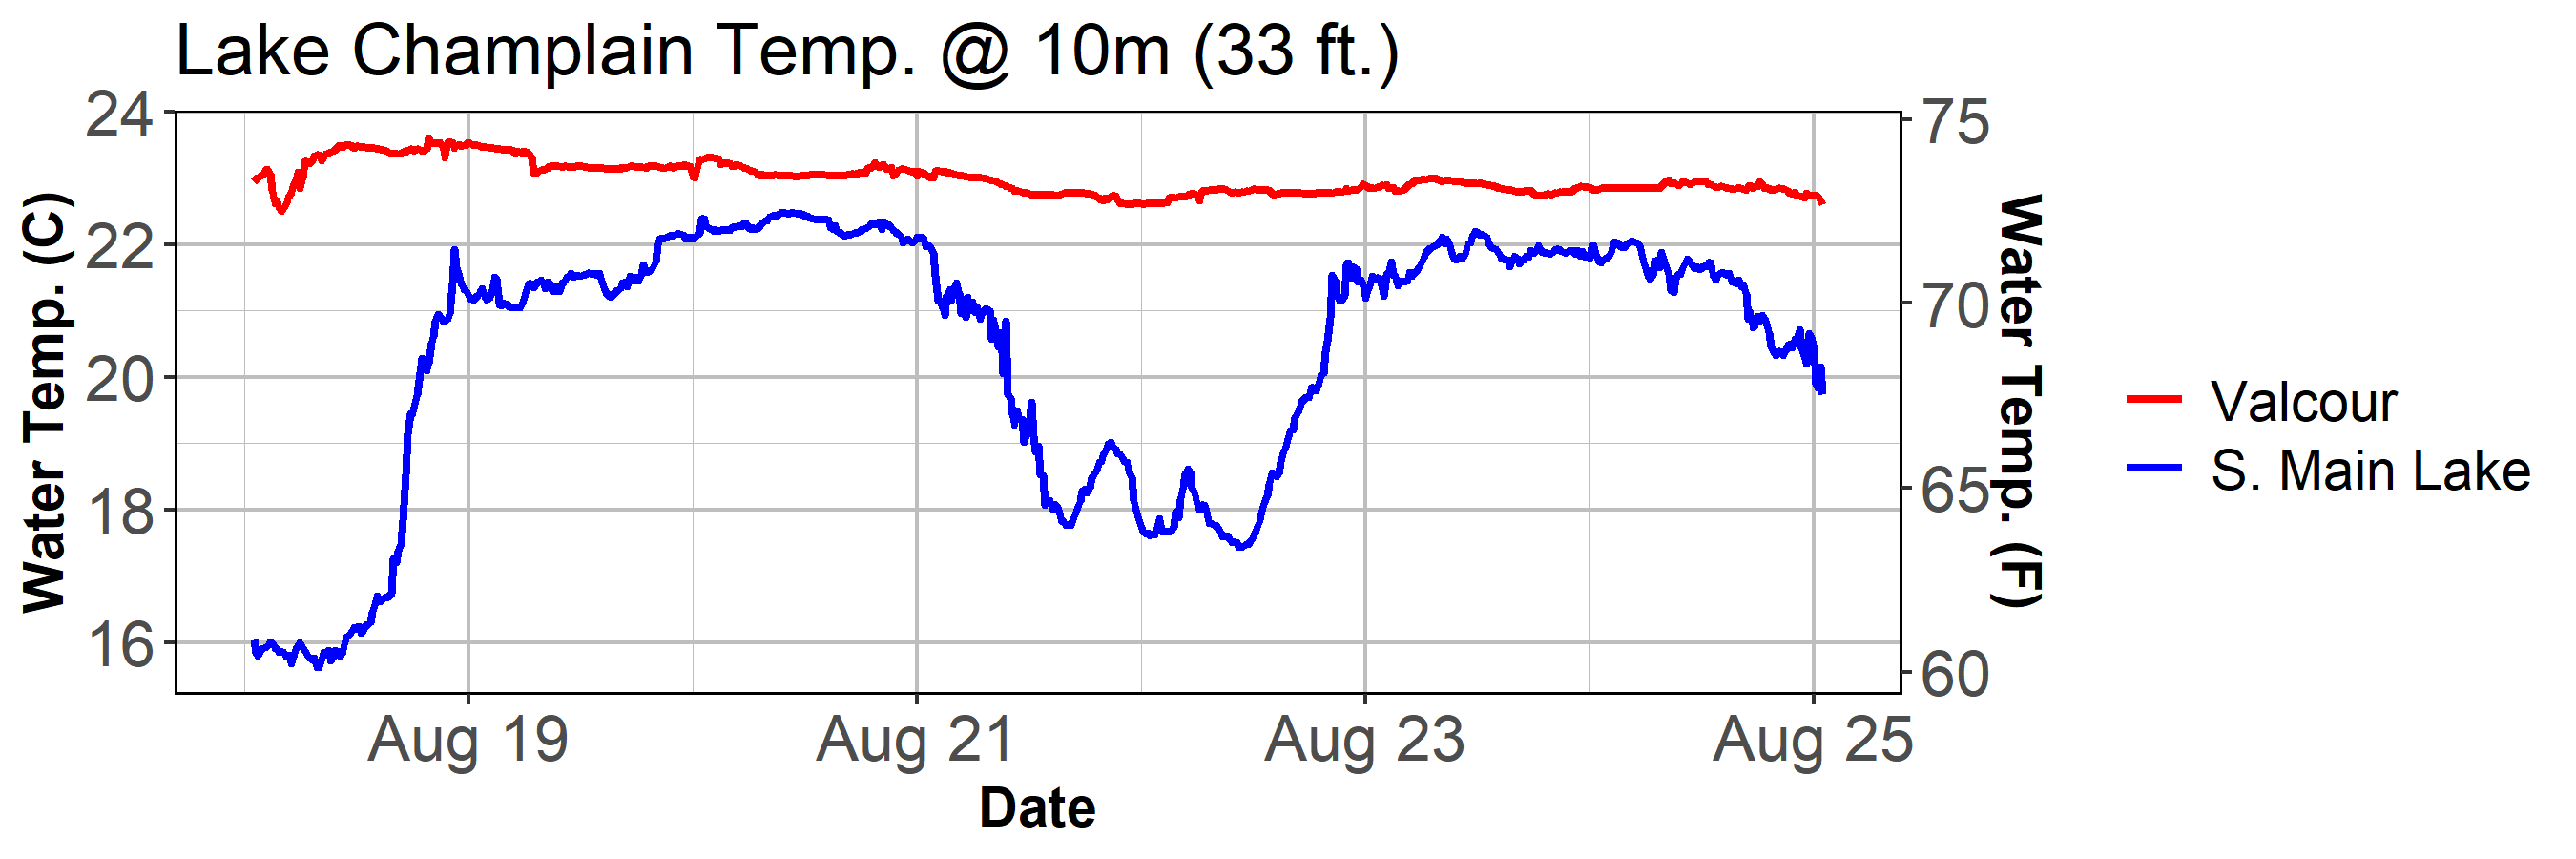 Lake Champlain Temp. @ 10m (33 ft.)
24
22
20
18
16
Water Temp. (C)
75
70
65
60
Water Temp. (F)
Aug 19
Aug 21
Aug 23
Aug 25
Date
Valcour
S. Main Lake